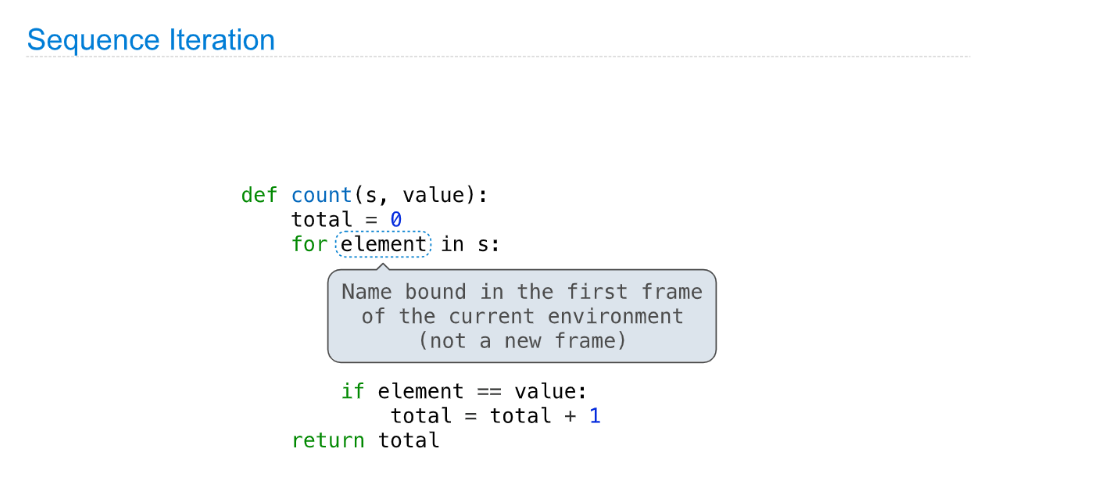 Sequence Iteration
def count(s, value):
    total = 0
    for element in s:
Name bound in the first frame
of the current environment
(not a new frame)
        if element == value:
            total = total + 1
    return total